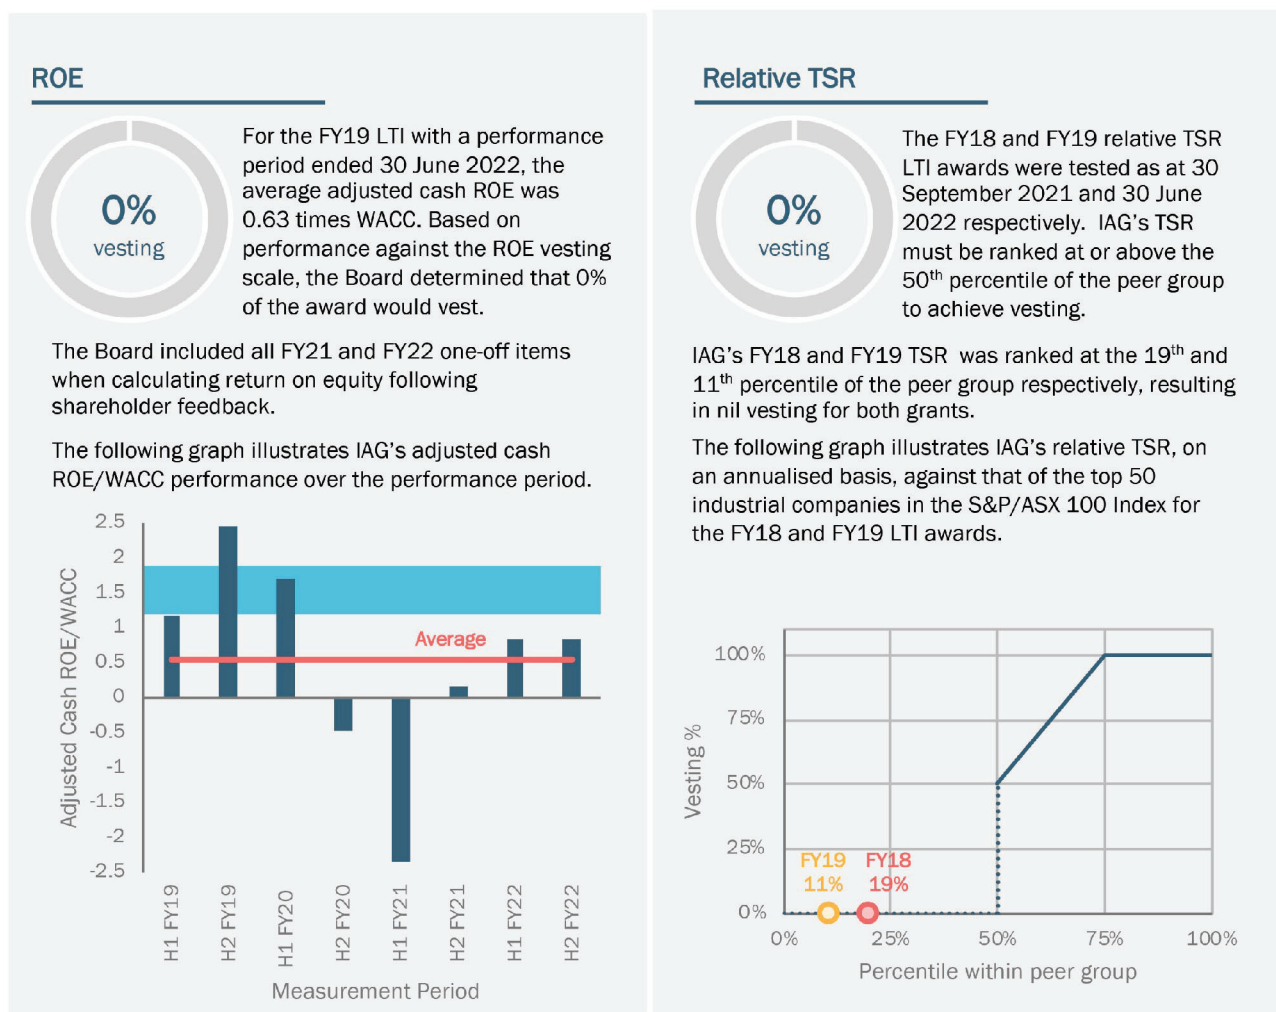 ROE
0%
vesting
For the FY19 LTI with a performance
period ended 30 June 2022, the
average adjusted cash ROE was
0.63 times WACC. Based on
performance against the ROE vesting
scale, the Board determined that 0%
of the award would vest.
The Board included all FY21 and FY22 one-off items
when calculating return on equity following
shareholder feedback.
The following graph illustrates IAG's adjusted cash
ROE/WACC performance over the performance period.
2.5
2
1.5
1
0.5
0
-0.5
-1
-1.5
-2
-2.5
Adjusted Cash ROE/WACC
Average
H1 FY19
H2 FY19
H1 FY20
H2 FY20
H1 FY21
H2 FY21
H1 FY22
H2 FY22
Measurement Period
Relative TSR
0%
vesting
The FY18 and FY19 relative TSR
LTI awards were tested as at 30
September 2021 and 30 June
2022 respectively. IAG's TSR
must be ranked at or above the
50th percentile of the peer group
to achieve vesting.
IAG's FY18 and FY19 TSR was ranked at the 19th and
11th percentile of the peer group respectively, resulting
in nil vesting for both grants.
The following graph illustrates IAG's relative TSR, on
an annualised basis, against that of the top 50
industrial companies in the S&P/ASX 100 Index for
the FY18 and FY19 LTI awards.
100%
75%
50%
25%
0%
Vesting %
FY19
11%
FY18
19%
0%
25%
50%
75%
100%
Percentile within peer group